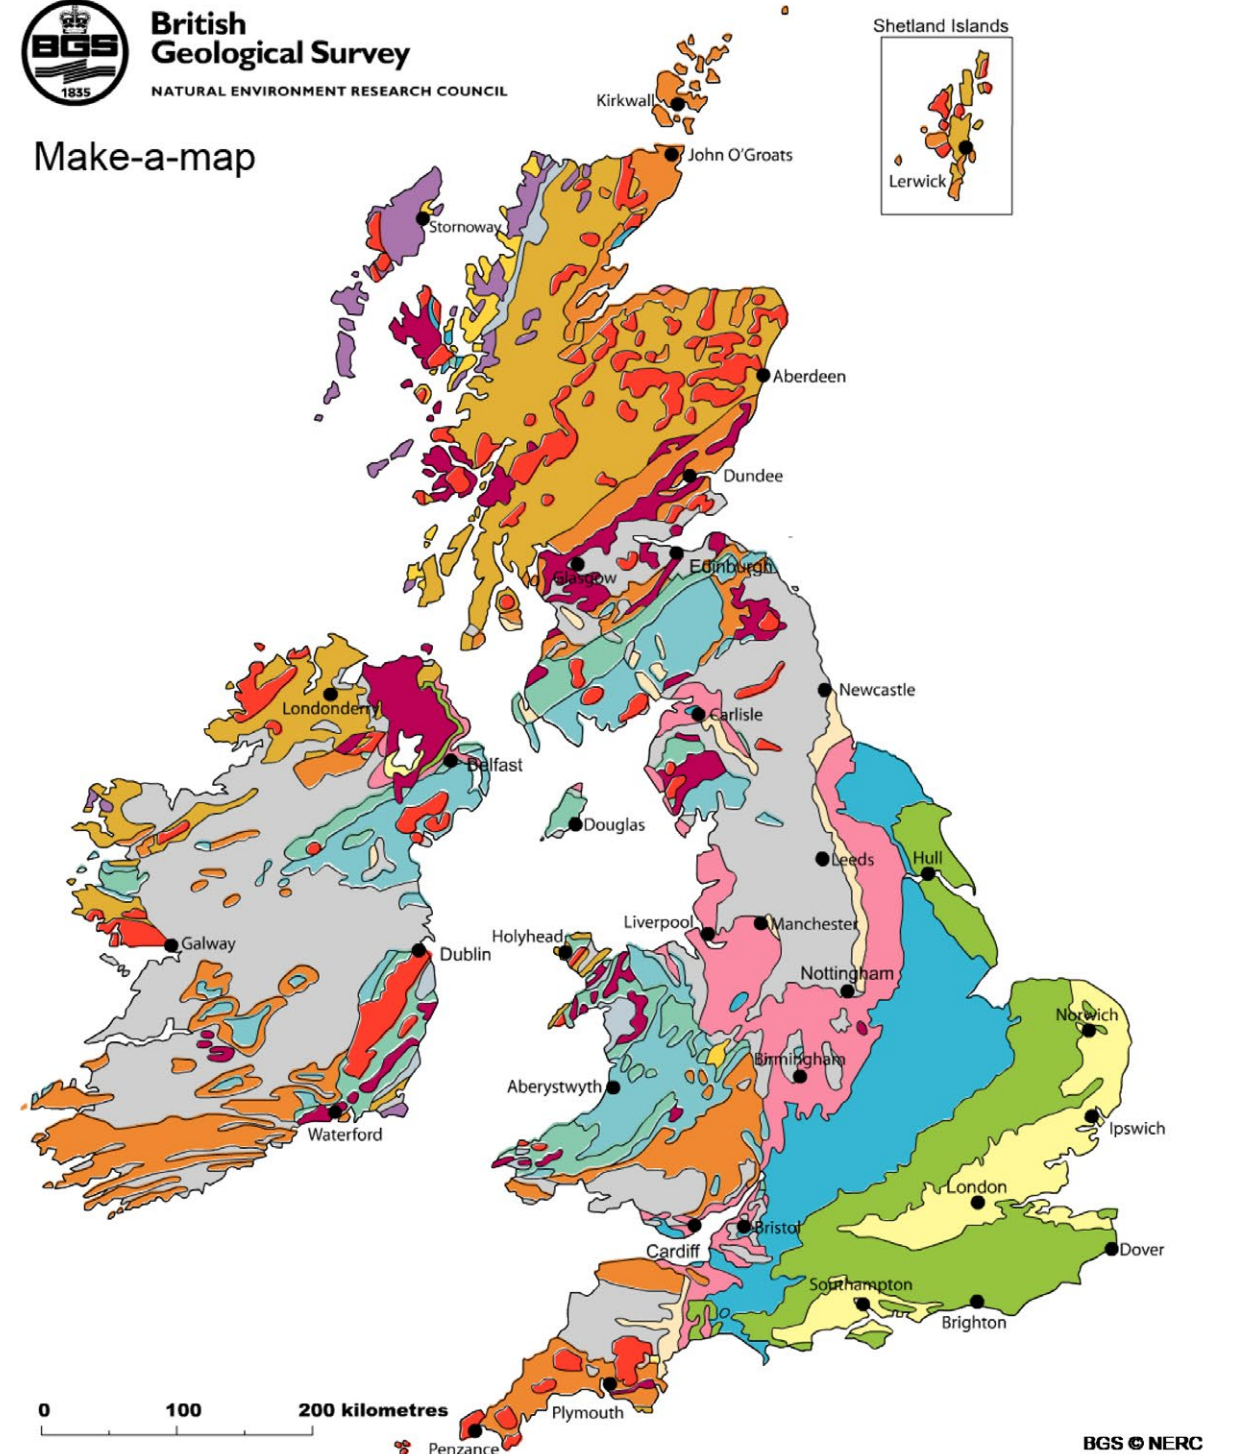 BGS
1835
British
Geological Survey
NATURAL ENVIRONMENT RESEARCH COUNCIL
Make-a-map
Shetland Islands
Kirkwall
John O'Groats
Lerwick
Stornoway
Aberdeen
Dundee
Edinburgh
Glasgow
Newcastle
Londonderry
Carlisle
Belfast
Douglas
Leeds
Hull
Liverpool
Manchester
Holyhead
Galway
Dublin
Nottingham
Norwich
Birmingham
Aberystwyth
Ipswich
Waterford
London
Bristol
Cardiff
Dover
Southampton
Brighton
0 100 200 kilometres
Plymouth
Penzance
BGS © NERC